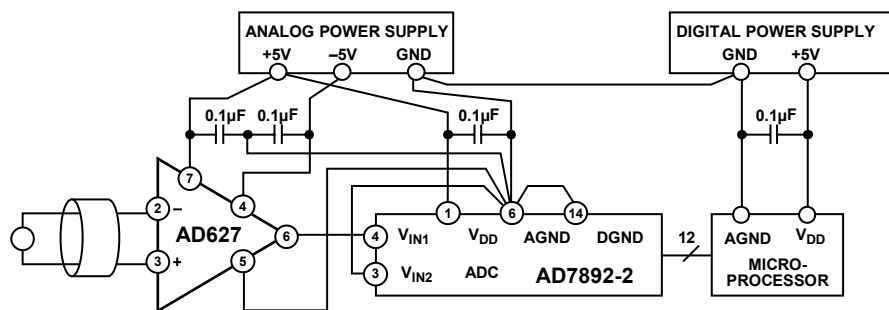 ANALOG POWER SUPPLY
+5V –5V GND
DIGITAL POWER SUPPLY
GND +5V
0.1µF 0.1µF 0.1µF 0.1µF
7
4
1 6 14
2 –
AD627
6
3 +
5
4 VIN1 VDD AGND DGND
3 VIN2 ADC AD7892-2
12
AGND VDD
MICRO-
PROCESSOR